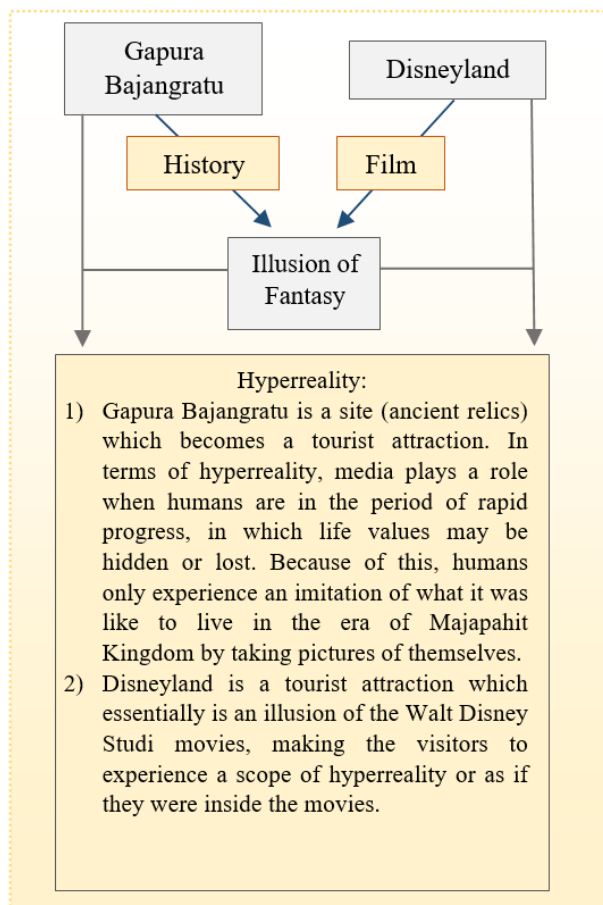 Gapura
Bajangratu
Disneyland
History
Film
Illusion of
Fantasy
Hyperreality:
1) Gapura Bajangratu is a site (ancient relics)
which becomes a tourist attraction. In
terms of hyperreality, media plays a role
when humans are in the period of rapid
progress, in which life values may be
hidden or lost. Because of this, humans
only experience an imitation of what it was
like to live in the era of Majapahit
Kingdom by taking pictures of themselves.
2) Disneyland is a tourist attraction which
essentially is an illusion of the Walt Disney
Studi movies, making the visitors to
experience a scope of hyperreality or as if
they were inside the movies.